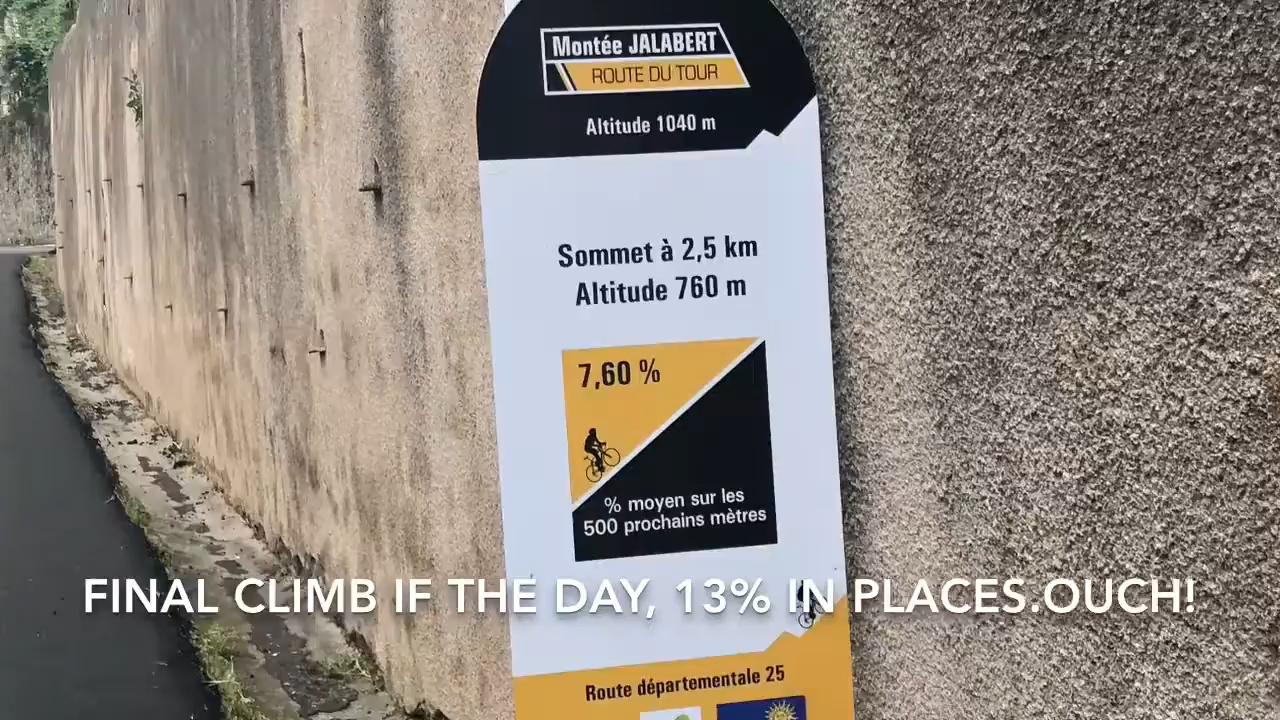 Montée JALABERT
ROUTE DU TOUR
Altitude 1040 m
Sommet à 2,5 km
Altitude 760 m
7,60 %
% moyen sur les
500 prochains mètres
FINAL CLIMB IF THE DAY, 13% IN PLACES.OUCH!
Route départementale 25